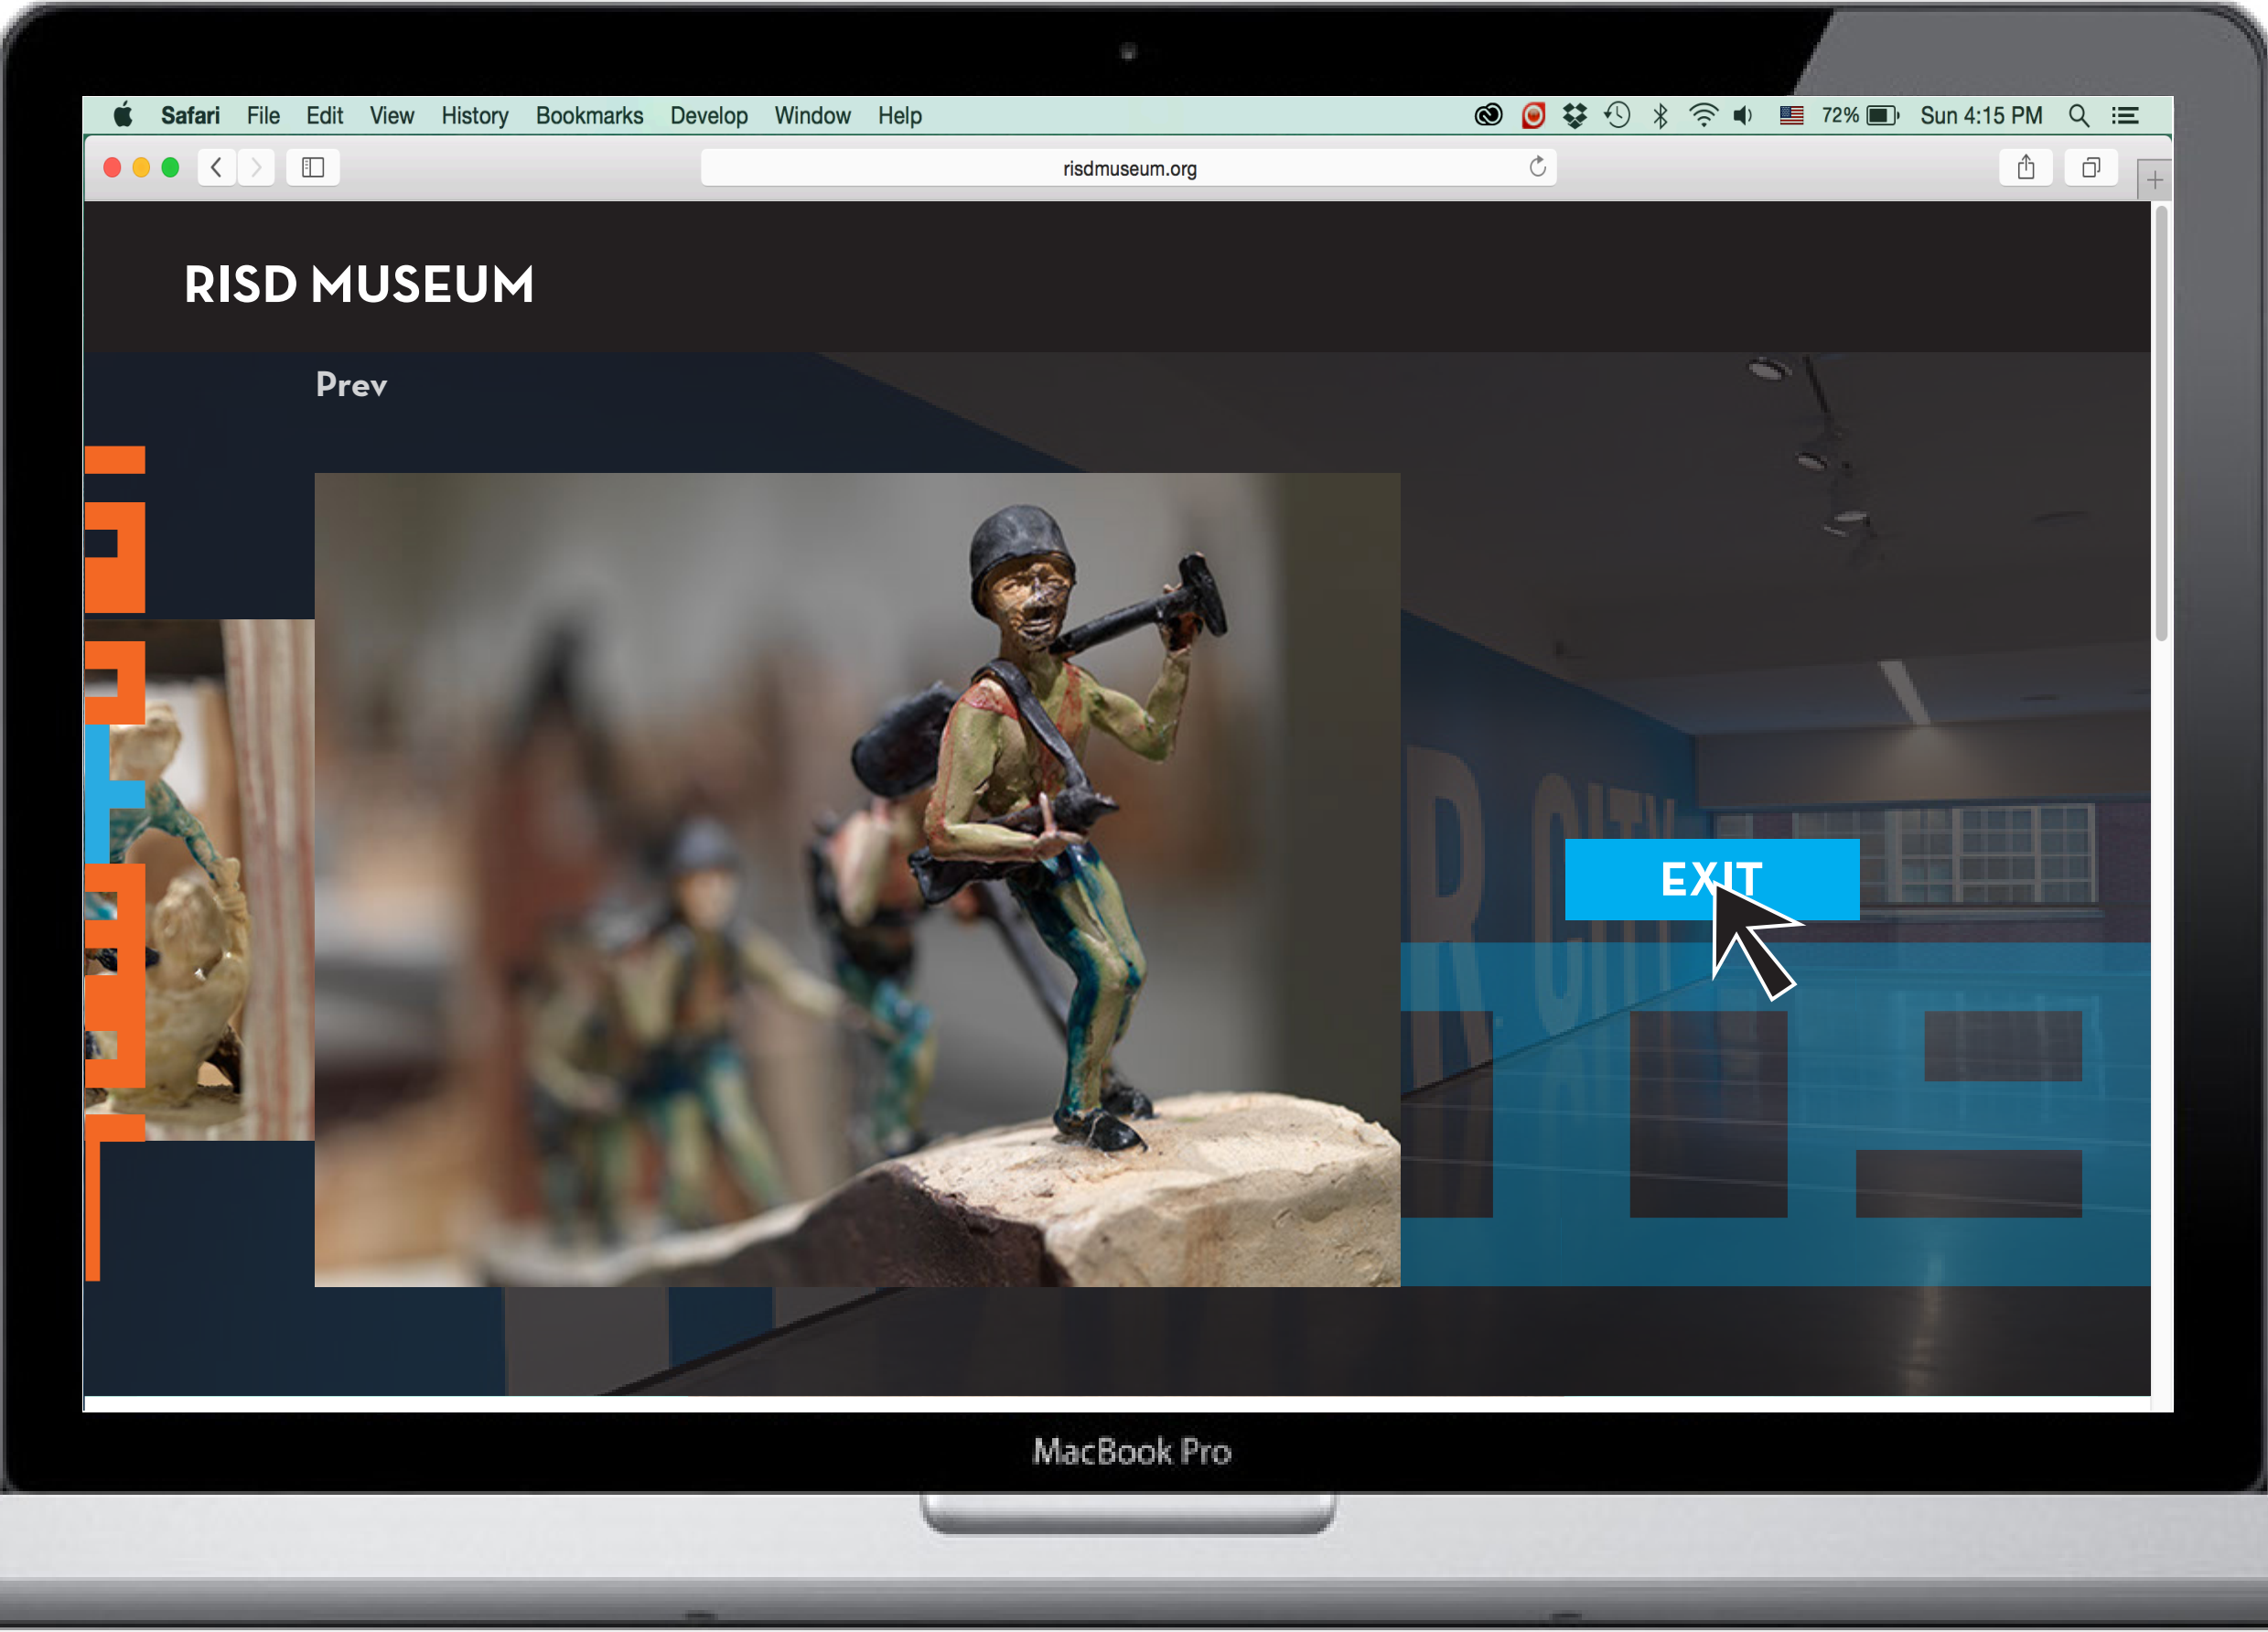 Safari File Edit View History Bookmarks Develop Window Help 72% Sun 4:15 PM
risdmuseum.org
RISD MUSEUM
Prev
R CITY
EXIT
MacBook Pro